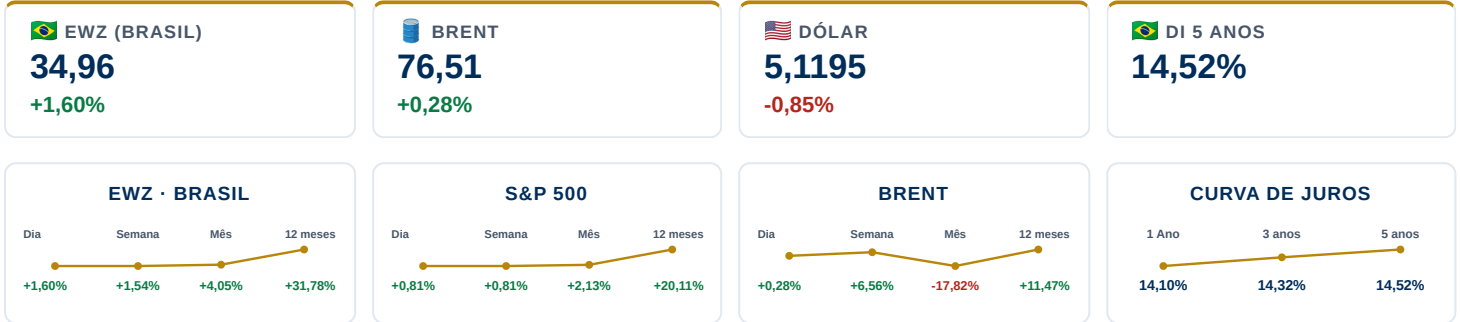 EWZ (BRASIL)
34,96
+1,60%
BRENT
76,51
+0,28%
DÓLAR
5,1195
-0,85%
DI 5 ANOS
14,52%
EWZ · BRASIL
Dia Semana Mês 12 meses
+1,60% +1,54% +4,05% +31,78%
S&P 500
Dia Semana Mês 12 meses
+0,81% +0,81% +2,13% +20,11%
BRENT
Dia Semana Mês 12 meses
+0,28% +6,56% -17,82% +11,47%
CURVA DE JUROS
1 Ano 3 anos 5 anos
14,10% 14,32% 14,52%